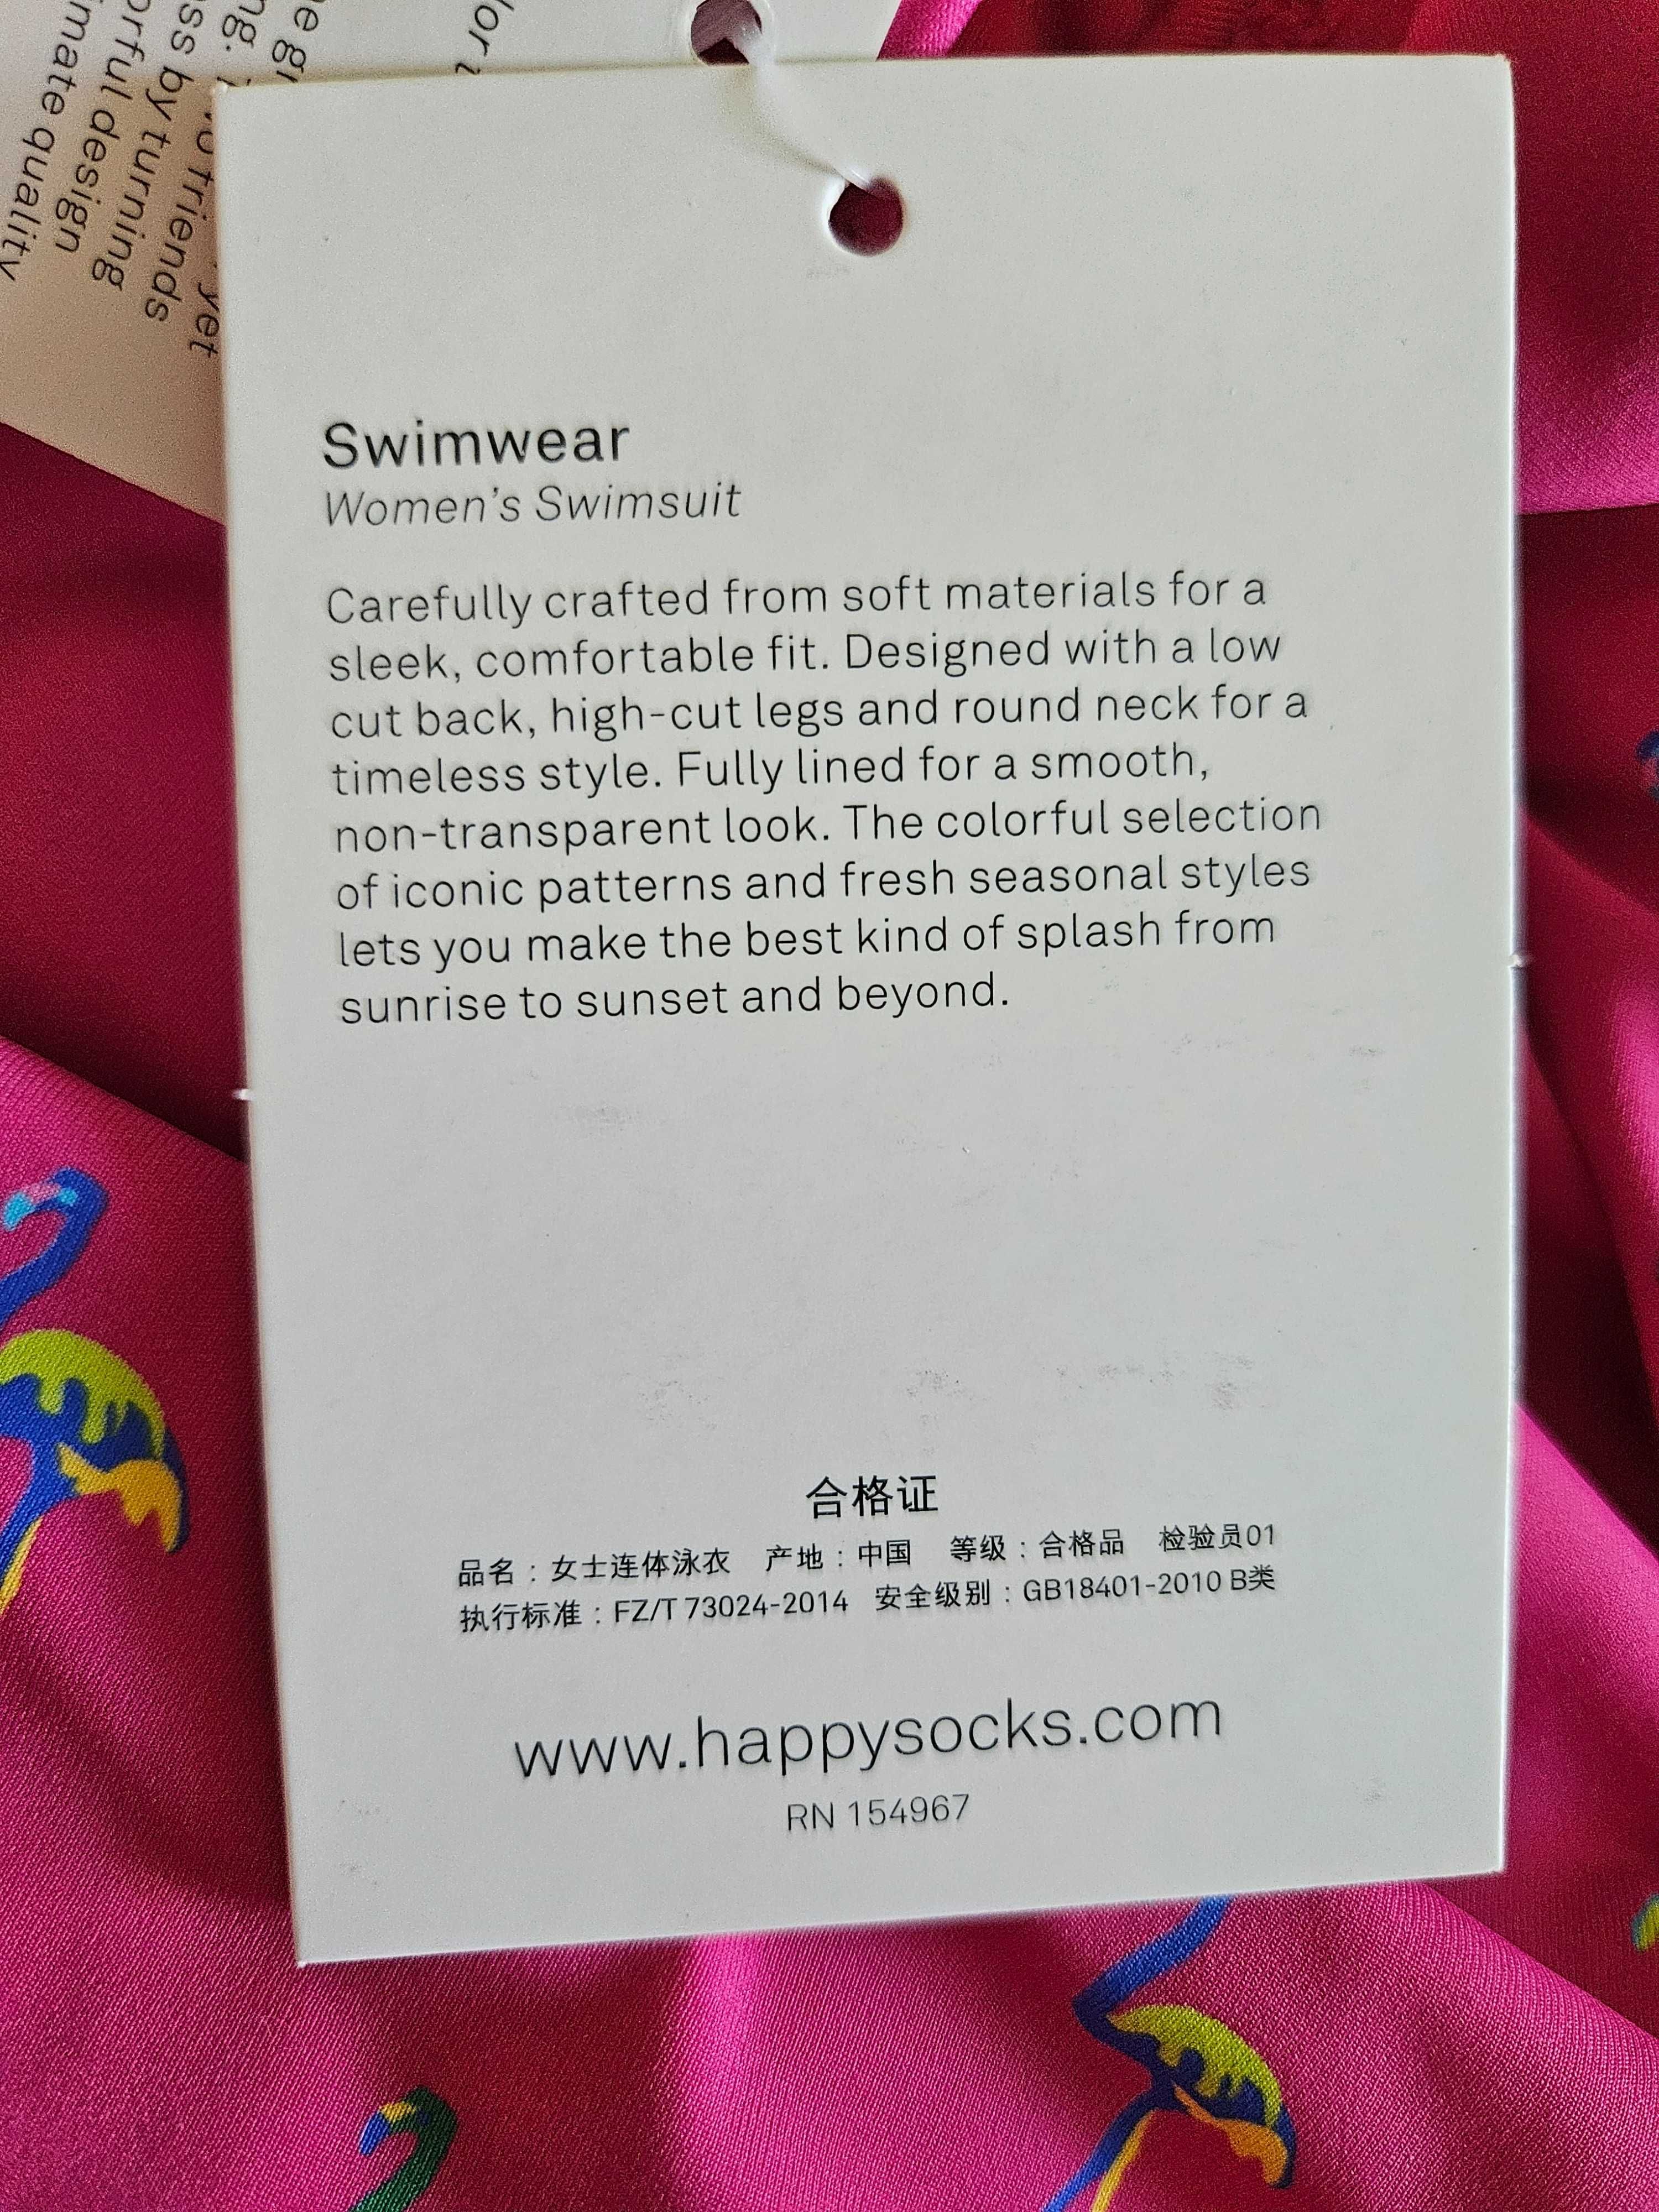 yet
friends
ss by turning
orful design
mate quality
Swimwear
Women's Swimsuit
Carefully crafted from soft materials for a
sleek, comfortable fit. Designed with a low
cut back, high-cut legs and round neck for a
timeless style. Fully lined for a smooth,
non-transparent look. The colorful selection
of iconic patterns and fresh seasonal styles
lets you make the best kind of splash from
sunrise to sunset and beyond.
合格证
品名：女士连体泳衣 产地：中国 等级：合格品 检验员01
执行标准：FZ/T 73024-2014 安全级别：GB18401-2010 B类
www.happysocks.com
RN 154967